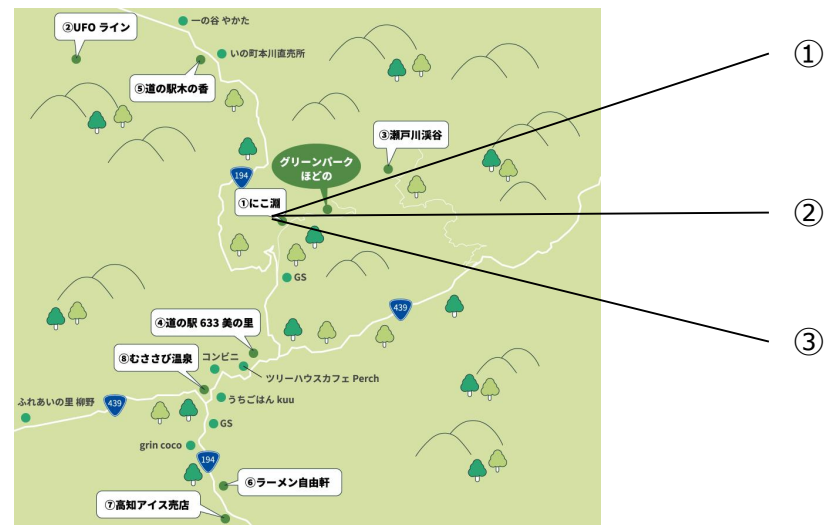 一の谷 やかた
②UFO ライン
いの町本川直売所
⑤道の駅木の香
①
③瀬戸川渓谷
グリーンパーク
ほどの
194
①にこ淵
②
GS
439
④道の駅 633 美の里
③
コンビニ
⑧むささび温泉
ツリーハウスカフェ Perch
ふれあいの里 柳野
439
うちごはん kuu
GS
grin coco
194
⑥ラーメン自由軒
⑦高知アイス売店